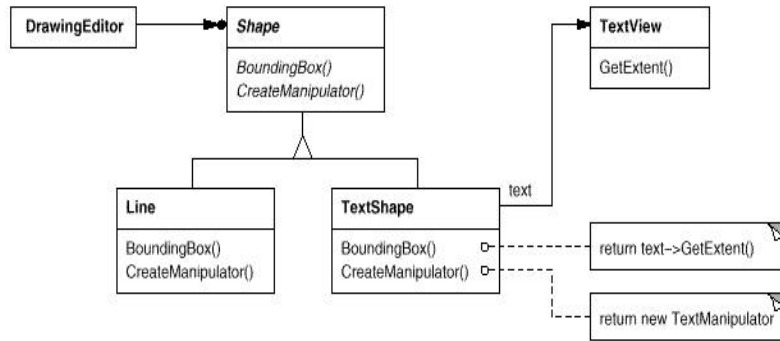 DrawingEditor
Shape
BoundingBox()
CreateManipulator()
TextView
GetExtent()
text
Line
BoundingBox()
CreateManipulator()
TextShape
BoundingBox()
CreateManipulator()
return text->GetExtent()
return new TextManipulator